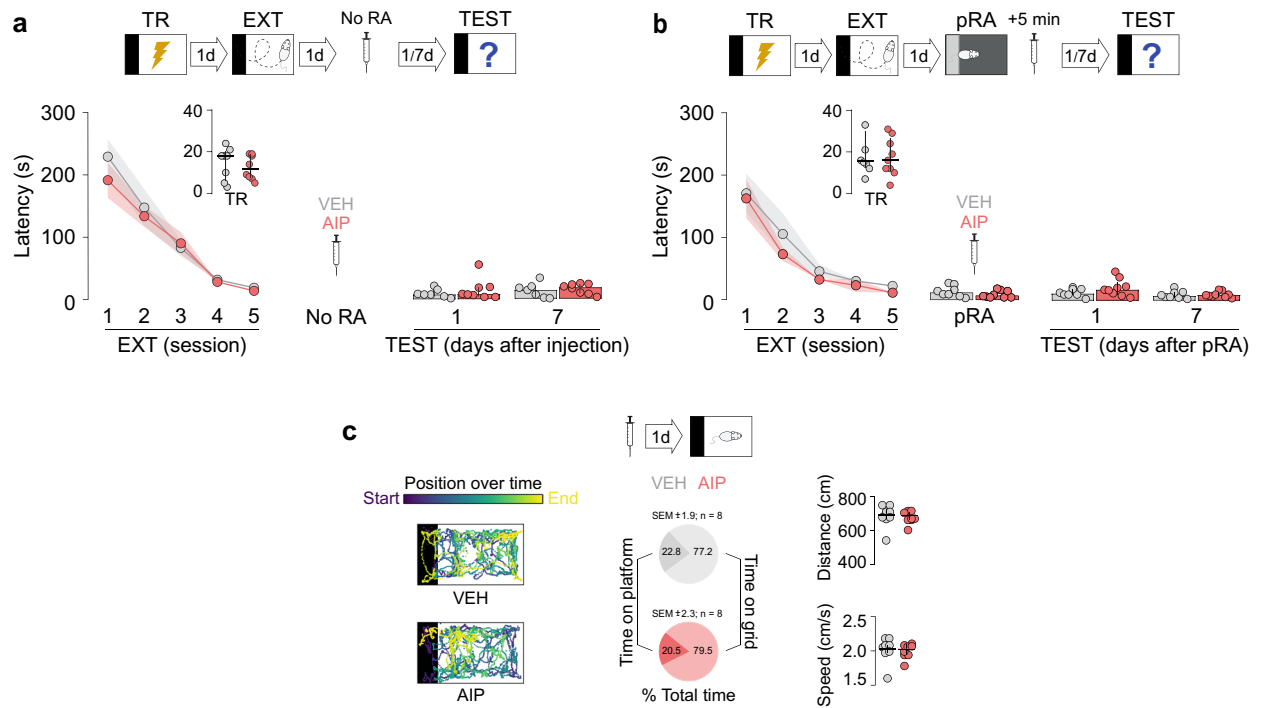 a
TR
EXT
No RA
TEST
1d
1d
1/7d
?
300
200
100
0
Latency (s)
40
20
0
TR
VEH
AIP
1 2 3 4 5
EXT (session)
No RA
1 7
TEST (days after injection)
b
TR
EXT
pRA
+5 min
TEST
1d
1d
1/7d
?
300
200
100
0
Latency (s)
40
20
0
TR
VEH
AIP
1 2 3 4 5
EXT (session)
pRA
1 7
TEST (days after pRA)
c
1d
Position over time
Start
End
VEH
AIP
VEH AIP
SEM ±1.9; n = 8
22.8 77.2
SEM ±2.3; n = 8
20.5 79.5
Time on platform
Time on grid
% Total time
Distance (cm)
800
600
400
Speed (cm/s)
2.5
2.0
1.5